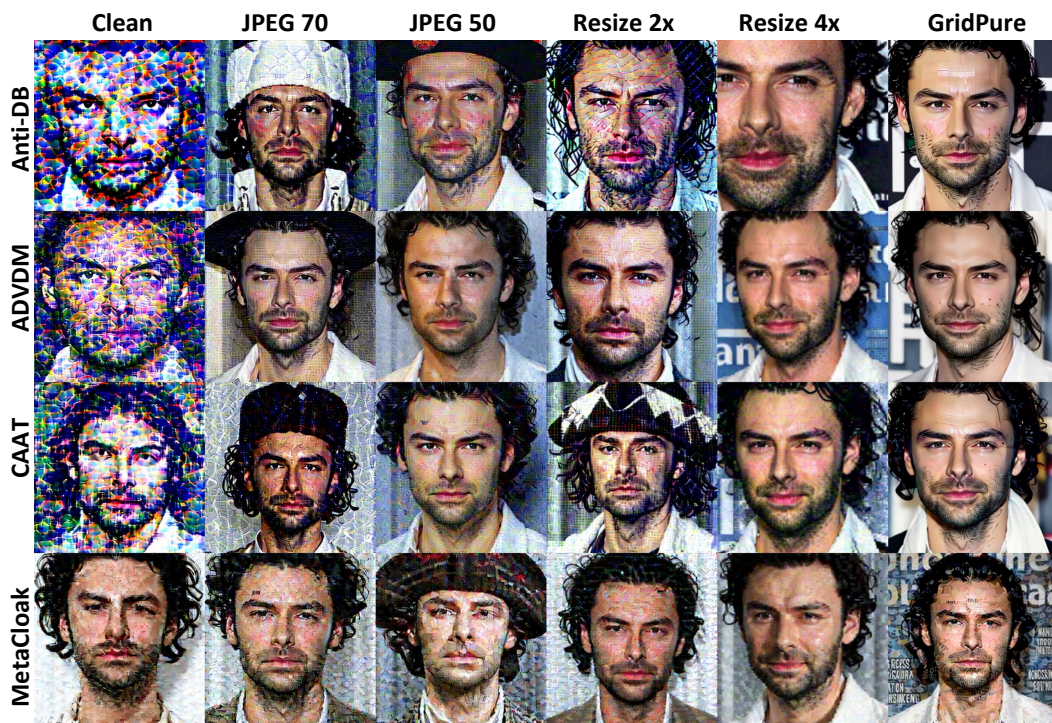 Clean JPEG 70 JPEG 50 Resize 2x Resize 4x GridPure
Anti-DB
ADVDM
CAAT
MetaCloak